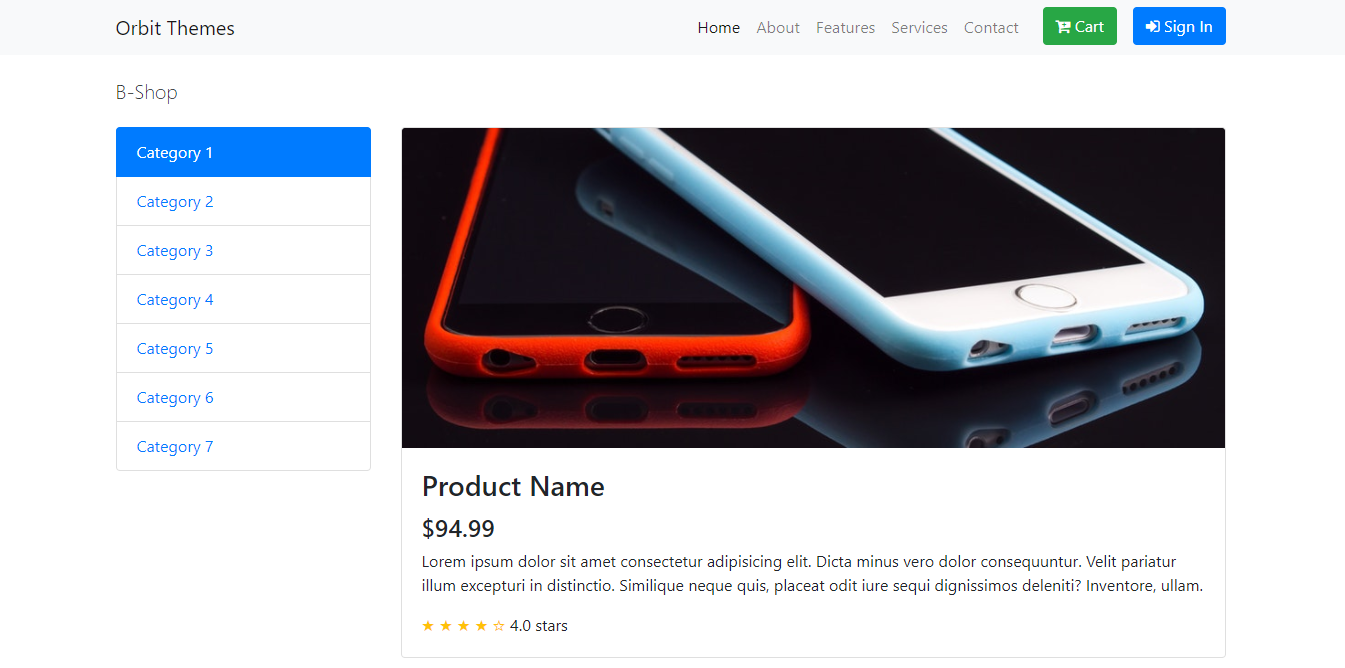 Orbit Themes
Home About Features Services Contact Cart Sign In
B-Shop
Category 1
Category 2
Category 3
Category 4
Category 5
Category 6
Category 7
Product Name
$94.99
Lorem ipsum dolor sit amet consectetur adipisicing elit. Dicta minus vero dolor consequuntur. Velit pariatur
illum excepturi in distinctio. Similique neque quis, placeat odit iure sequi dignissimos deleniti? Inventore, ullam.
★ ★ ★ ★ ☆ 4.0 stars